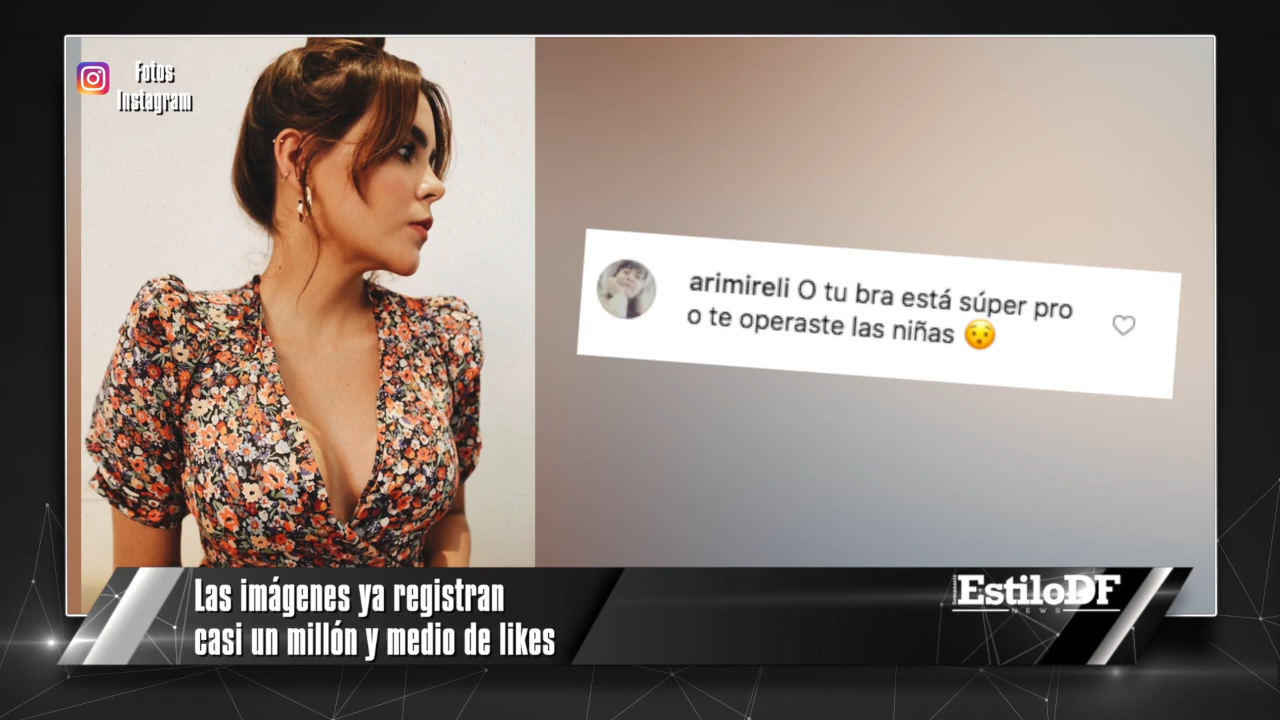 Fotos
Instagram
arimireli O tu bra está súper pro
o te operaste las niñas 😯
Las imágenes ya registran
casi un millón y medio de likes
EstiloDF
NEWS